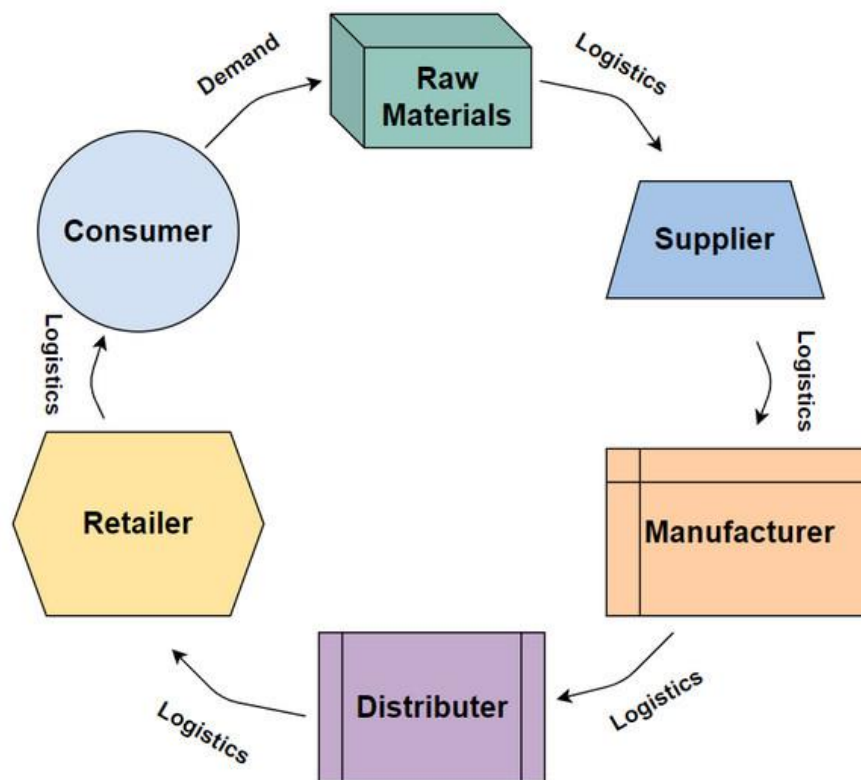 Demand
Raw
Materials
Logistics
Consumer
Supplier
Logistics
Logistics
Retailer
Manufacturer
Distributer
Logistics
Logistics